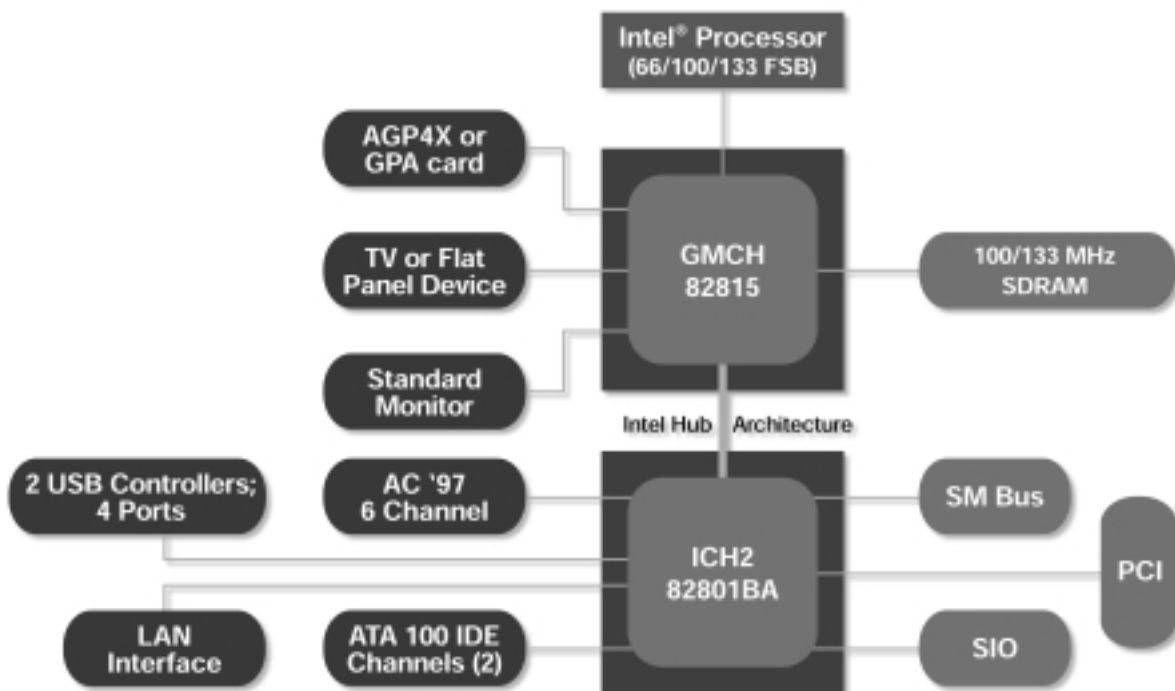 Intel® Processor
(66/100/133 FSB)
AGP4X or
GPA card
TV or Flat
Panel Device
GMCH
82815
100/133 MHz
SDRAM
Standard
Monitor
Intel Hub Architecture
2 USB Controllers;
4 Ports
AC '97
6 Channel
SM Bus
ICH2
82801BA
PCI
LAN
Interface
ATA 100 IDE
Channels (2)
SIO